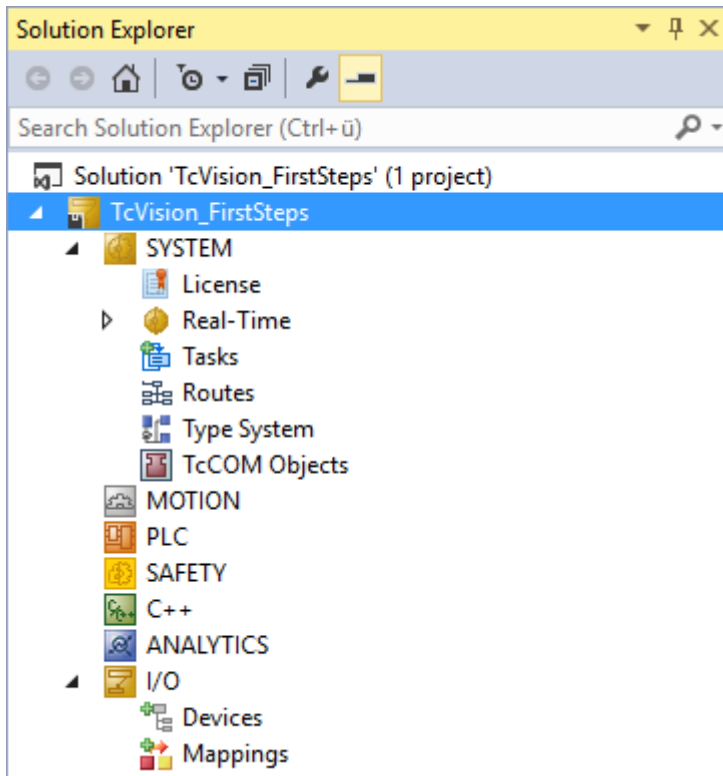 Solution Explorer
Search Solution Explorer (Ctrl+ü)
Solution 'TcVision_FirstSteps' (1 project)
TcVision_FirstSteps
SYSTEM
License
Real-Time
Tasks
Routes
Type System
TcCOM Objects
MOTION
PLC
SAFETY
C++
ANALYTICS
I/O
Devices
Mappings